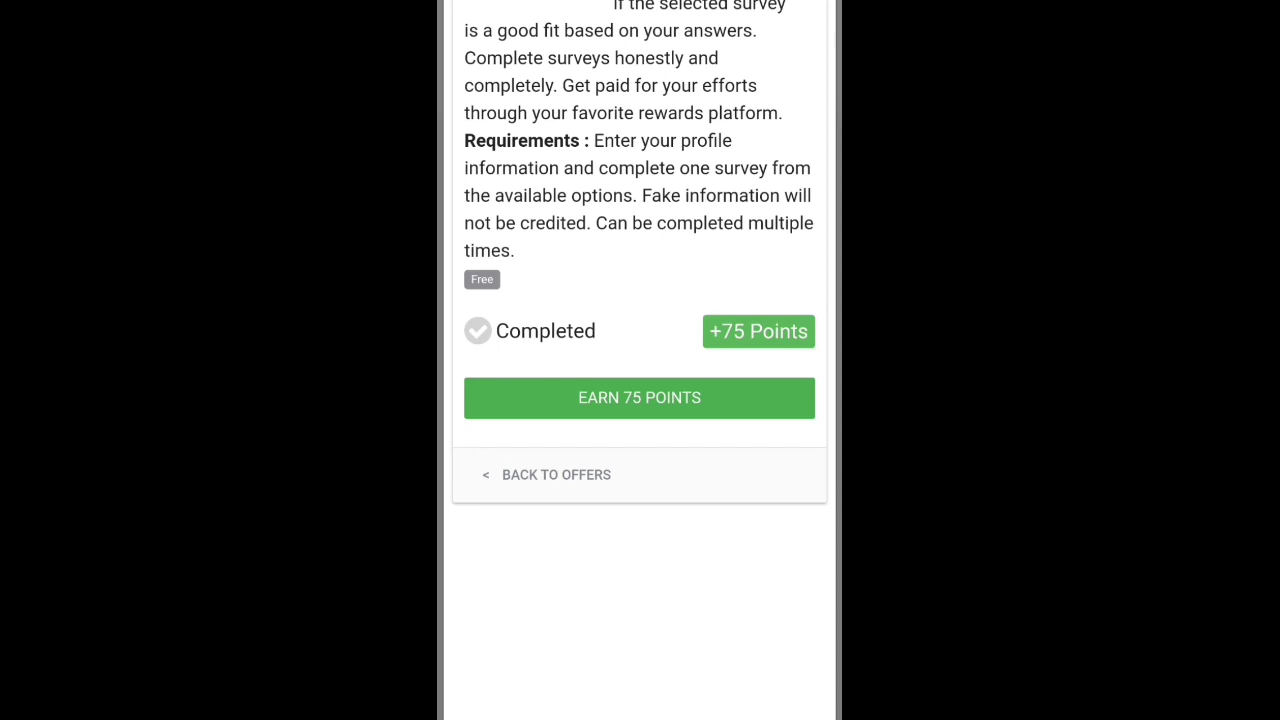 if the selected survey
is a good fit based on your answers.
Complete surveys honestly and
completely. Get paid for your efforts
through your favorite rewards platform.
Requirements : Enter your profile
information and complete one survey from
the available options. Fake information will
not be credited. Can be completed multiple
times.
Free
Completed
+75 Points
EARN 75 POINTS
< BACK TO OFFERS